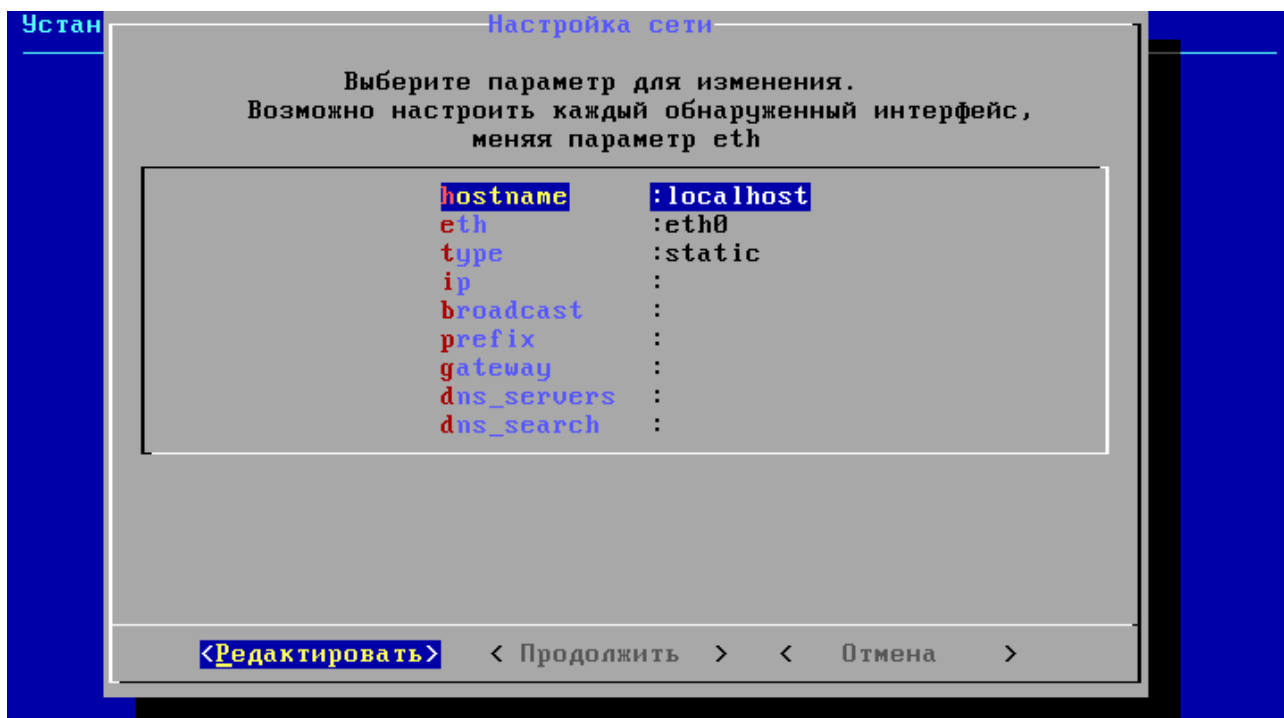 Устан
Настройка сети
Выберите параметр для изменения.
Возможно настроить каждый обнаруженный интерфейс,
меняя параметр eth
hostname :localhost
eth :eth0
type :static
ip :
broadcast :
prefix :
gateway :
dns_servers :
dns_search :
<Редактировать> < Продолжить > < Отмена >